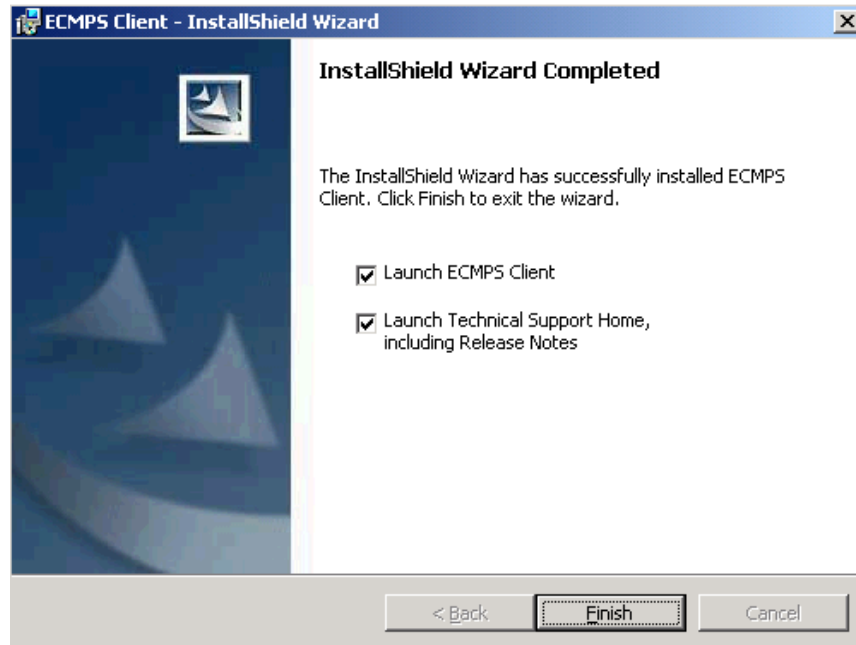 ECMPS Client - InstallShield Wizard
InstallShield Wizard Completed
The InstallShield Wizard has successfully installed ECMPS
Client. Click Finish to exit the wizard.
Launch ECMPS Client
Launch Technical Support Home,
including Release Notes
< Back Finish Cancel